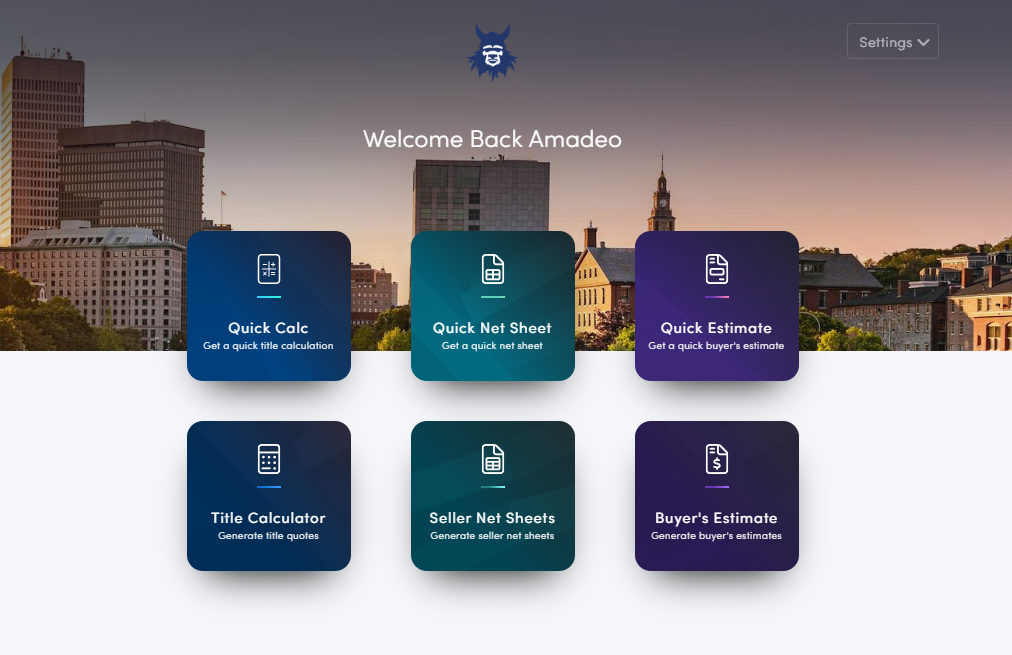 Settings
Welcome Back Amadeo
Quick Calc
Get a quick title calculation
Quick Net Sheet
Get a quick net sheet
Quick Estimate
Get a quick buyer's estimate
Title Calculator
Generate title quotes
Seller Net Sheets
Generate seller net sheets
Buyer's Estimate
Generate buyer's estimates